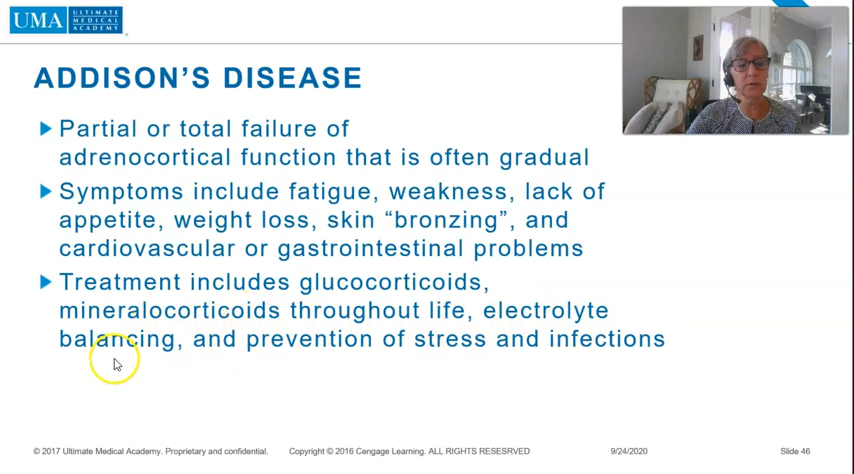 UMA ULTIMATE
MEDICAL
ACADEMY
ADDISON’S DISEASE
Partial or total failure of
adrenocortical function that is often gradual
Symptoms include fatigue, weakness, lack of
appetite, weight loss, skin “bronzing”, and
cardiovascular or gastrointestinal problems
Treatment includes glucocorticoids,
mineralocorticoids throughout life, electrolyte
balancing, and prevention of stress and infections
© 2017 Ultimate Medical Academy. Proprietary and confidential. Copyright © 2016 Cengage Learning. ALL RIGHTS RESESRVED 9/24/2020 Slide 46